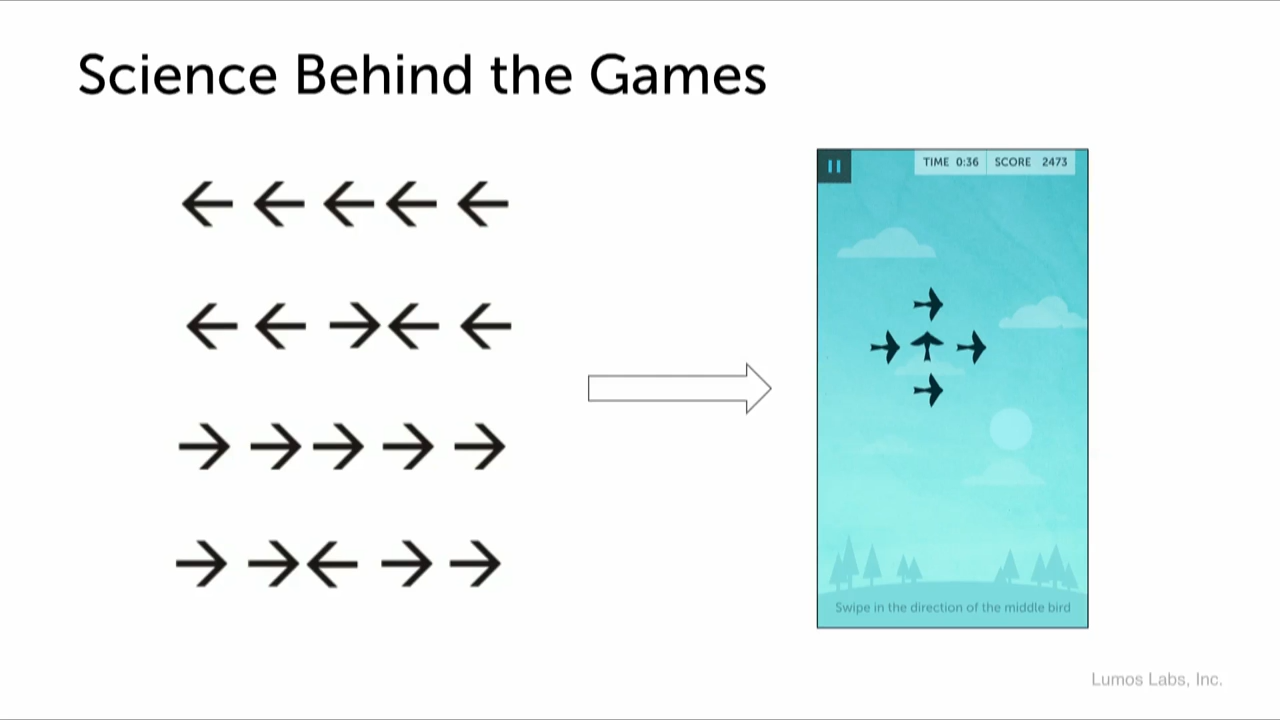 Science Behind the Games
TIME 0:36 SCORE 2473
Swipe in the direction of the middle bird
Lumos Labs, Inc.